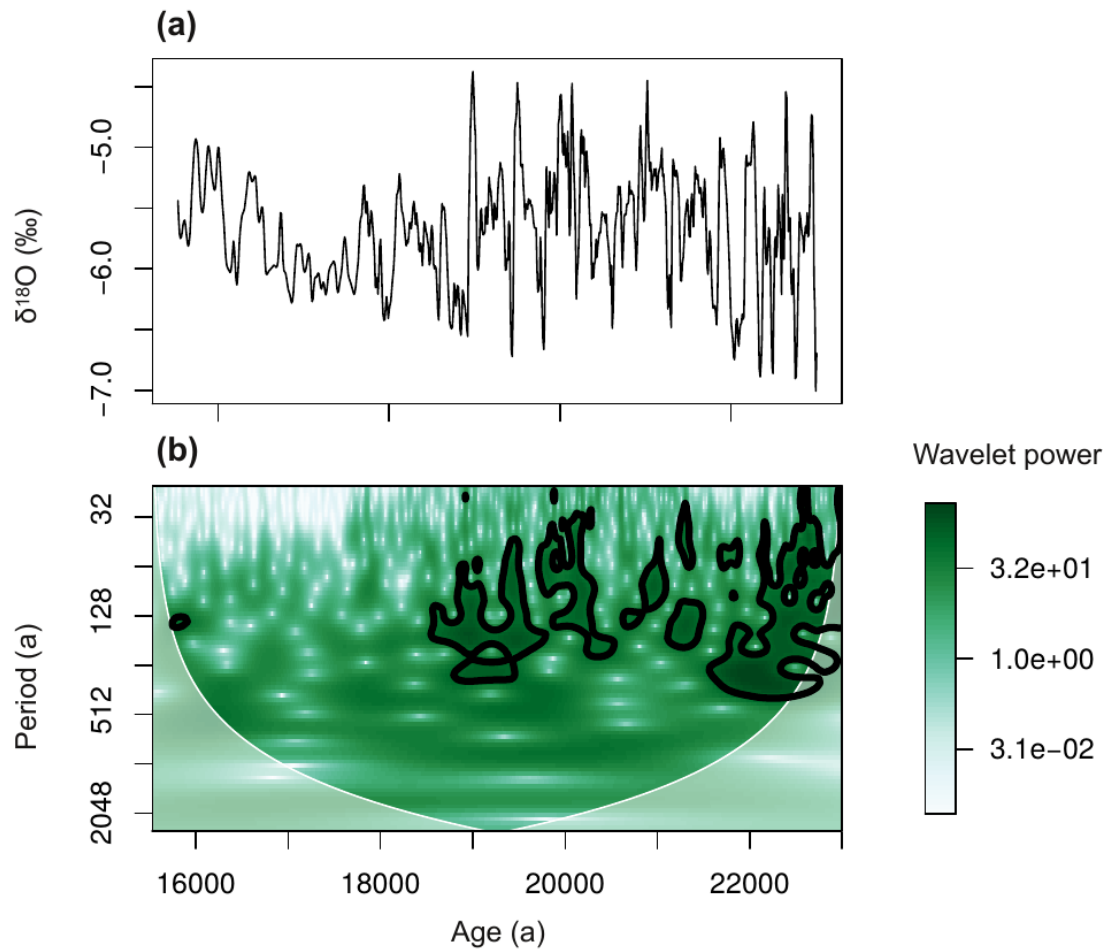 (a)
δ¹⁸O (‰)
−5.0
−6.0
−7.0
(b)
Period (a)
32
128
512
2048
16000 18000 20000 22000
Age (a)
Wavelet power
3.2e+01
1.0e+00
3.1e−02